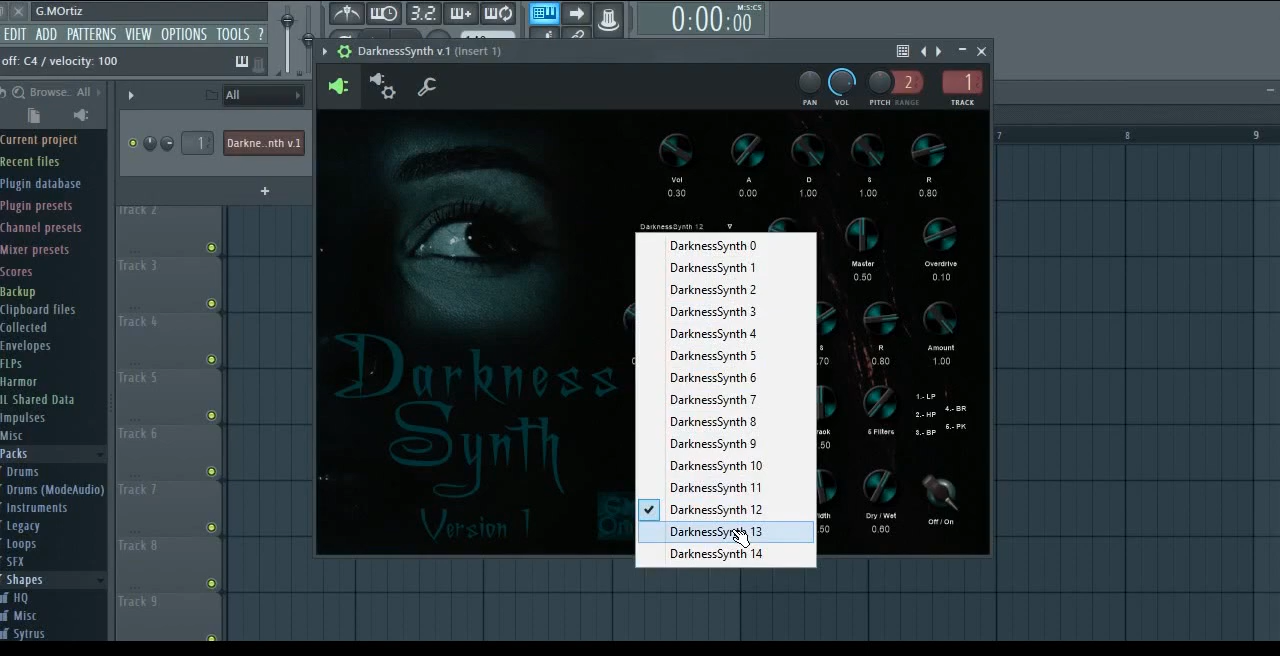 G.MOrtiz
EDIT ADD PATTERNS VIEW OPTIONS TOOLS ?
off: C4 / velocity: 100
3.2.
0:00:00
M:S:CS
DarknessSynth v.1 (Insert 1)
PAN VOL PITCH RANGE 2 TRACK 1
Browse.. All
All
1 Darkne..nth v.1
+
Current project
Recent files
Plugin database
Plugin presets
Channel presets
Mixer presets
Scores
Backup
Clipboard files
Collected
Envelopes
FLPs
Harmor
IL Shared Data
Impulses
Misc
Packs
Drums
Drums (ModeAudio)
Instruments
Legacy
Loops
SFX
Shapes
HQ
Misc
Sytrus
Track 2
Track 3
Track 4
Track 5
Track 6
Track 7
Track 8
Track 9
7 8 9
Darkness
Synth
Version 1
Vol A D S R
0.30 0.00 1.00 1.00 0.80
DarknessSynth 12
Master Overdrive
0.50 0.10
S R Amount
.70 0.80 1.00
5 Filters
1.- LP
2.- HP
3.- BP
4.- BR
5.- PK
.50
Dry / Wet Off / On
.50 0.60
DarknessSynth 0
DarknessSynth 1
DarknessSynth 2
DarknessSynth 3
DarknessSynth 4
DarknessSynth 5
DarknessSynth 6
DarknessSynth 7
DarknessSynth 8
DarknessSynth 9
DarknessSynth 10
DarknessSynth 11
DarknessSynth 12
DarknessSynth 13
DarknessSynth 14